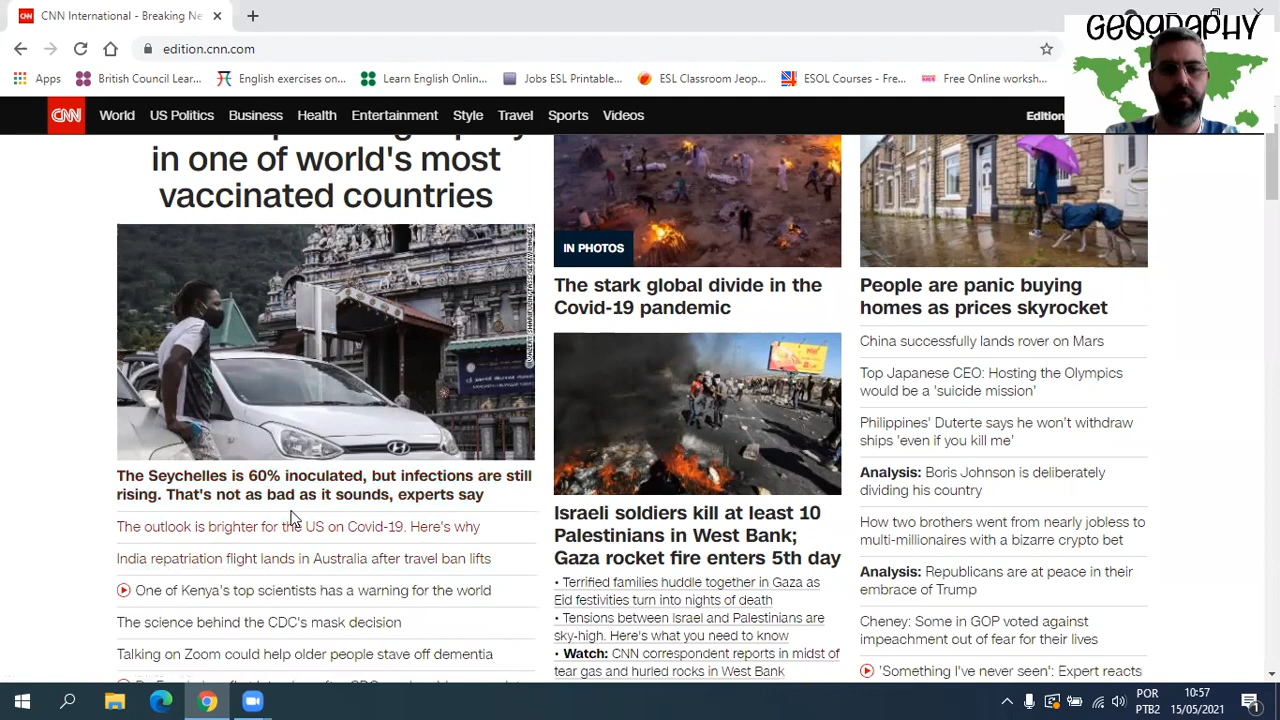 CNN International - Breaking Ne
GEOGRAPHY
edition.cnn.com
Apps
British Council Lear...
English exercises on...
Learn English Online...
Jobs ESL Printable...
ESL Classroom Jeop...
ESOL Courses - Fre...
Free Online worksh...
CNN
World
US Politics
Business
Health
Entertainment
Style
Travel
Sports
Videos
Edition
in one of world's most
vaccinated countries
The Seychelles is 60% inoculated, but infections are still
rising. That's not as bad as it sounds, experts say
The outlook is brighter for the US on Covid-19. Here's why
India repatriation flight lands in Australia after travel ban lifts
One of Kenya's top scientists has a warning for the world
The science behind the CDC's mask decision
Talking on Zoom could help older people stave off dementia
IN PHOTOS
The stark global divide in the
Covid-19 pandemic
Israeli soldiers kill at least 10
Palestinians in West Bank;
Gaza rocket fire enters 5th day
• Terrified families huddle together in Gaza as
Eid festivities turn into nights of death
• Tensions between Israel and Palestinians are
sky-high. Here's what you need to know
• Watch: CNN correspondent reports in midst of
tear gas and hurled rocks in West Bank
People are panic buying
homes as prices skyrocket
China successfully lands rover on Mars
Top Japanese CEO: Hosting the Olympics
would be a 'suicide mission'
Philippines' Duterte says he won't withdraw
ships 'even if you kill me'
Analysis: Boris Johnson is deliberately
dividing his country
How two brothers went from nearly jobless to
multi-millionaires with a bizarre crypto bet
Analysis: Republicans are at peace in their
embrace of Trump
Cheney: Some in GOP voted against
impeachment out of fear for their lives
'Something I've never seen': Expert reacts
POR
PTB2
10:57
15/05/2021
1